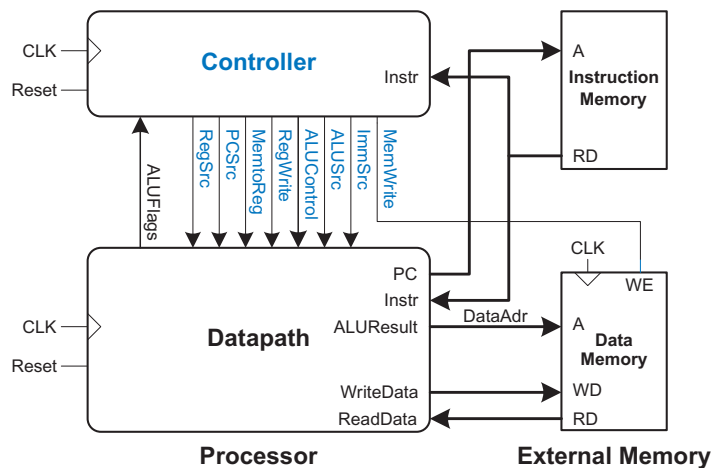 CLK
Reset
Controller
Instr
A
Instruction
Memory
RD
ALUFlags
RegSrc
PCSrc
MemtoReg
RegWrite
ALUControl
ALUSrc
ImmSrc
MemWrite
CLK
Reset
Datapath
PC
Instr
ALUResult
WriteData
ReadData
DataAdr
CLK
WE
A
Data
Memory
WD
RD
Processor
External Memory